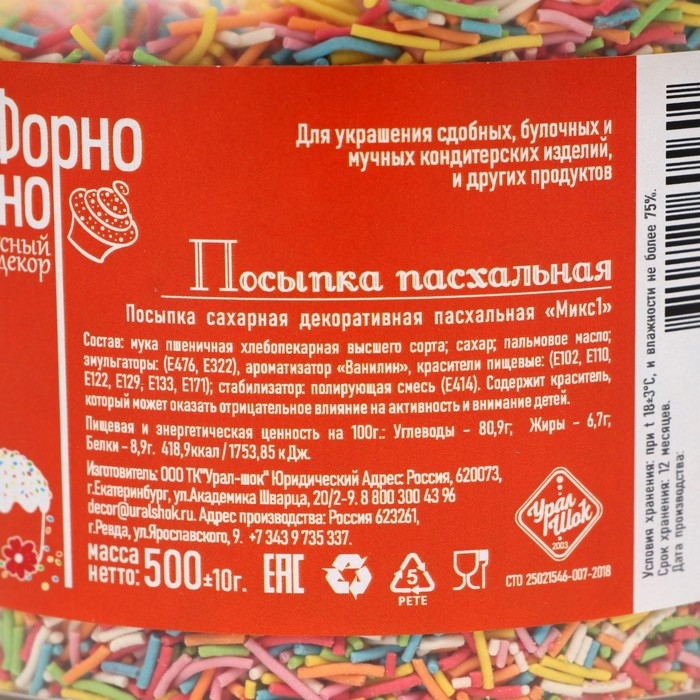 Форно
но
сный
декор
Для украшения сдобных, булочных и
мучных кондитерских изделий,
и других продуктов
Посыпка пасхальная
Посыпка сахарная декоративная пасхальная «Микс1»
Состав: мука пшеничная хлебопекарная высшего сорта; сахар; пальмовое масло;
эмульгаторы: (Е476, Е322), ароматизатор «Ванилин», красители пищевые: (Е102, Е110,
Е122, Е129, Е133, Е171); стабилизатор: полирующая смесь (Е414). Содержит краситель,
который может оказать отрицательное влияние на активность и внимание детей.
Пищевая и энергетическая ценность на 100г.: Углеводы - 80,9г; Жиры - 6,7г;
Белки - 8,9г. 418,9ккал / 1753,85 кДж.
Изготовитель: ООО ТК"Урал-шок" Юридический Адрес: Россия, 620073,
г.Екатеринбург, ул.Академика Шварца, 20/2-9. 8 800 300 43 96
decor@uralshok.ru. Адрес производства: Россия 623261,
г.Ревда, ул.Ярославского, 9. +7 343 9 735 337.
масса
нетто: 500±10г.
ЕАС
5
PETE
Урал
Шок
2003
СТО 25021546-007-2018
Условия хранения: при t 18±3°С, и влажности не более 75%.
Срок хранения: 12 месяцев.
Дата производства: